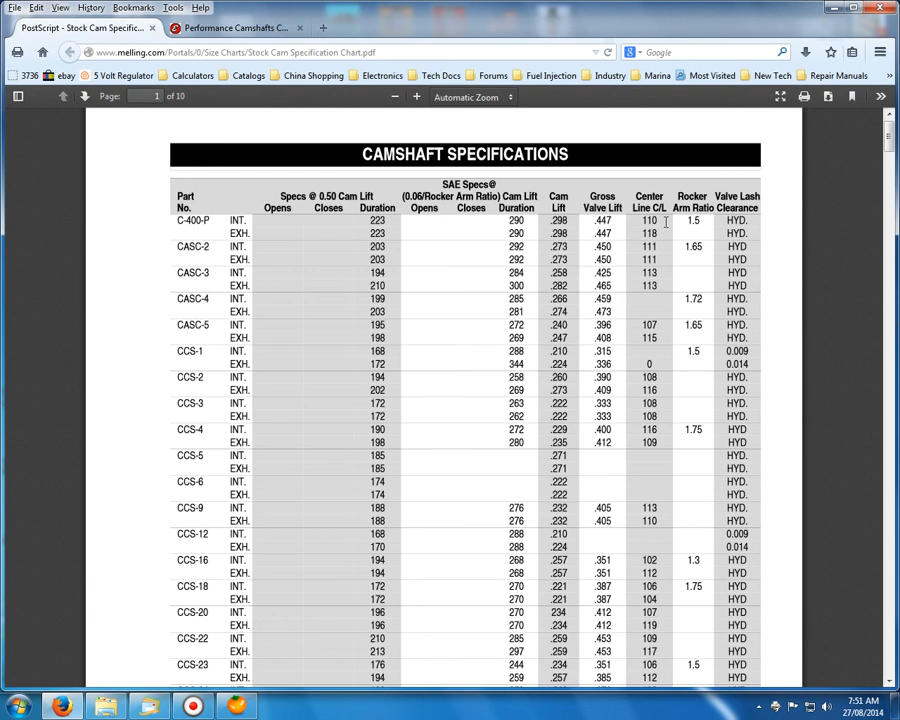 File Edit View History Bookmarks Tools Help
PostScript - Stock Cam Specific... × Performance Camshafts C... × +
www.melling.com/Portals/0/Size Charts/Stock Cam Specification Chart.pdf Google
3736 ebay 5 Volt Regulator Calculators Catalogs China Shopping Electronics Tech Docs Forums Fuel Injection Industry Marina Most Visited New Tech Repair Manuals »
Page: 1 of 10 Automatic Zoom
CAMSHAFT SPECIFICATIONS
SAE Specs@
Part Specs @ 0.50 Cam Lift (0.06/Rocker Arm Ratio) Cam Lift Cam Gross Center Rocker Valve Lash
No. Opens Closes Duration Opens Closes Duration Lift Valve Lift Line C/L Arm Ratio Clearance
C-400-P INT. 223 290 .298 .447 110 1.5 HYD.
EXH. 223 290 .298 .447 118 HYD.
CASC-2 INT. 203 292 .273 .450 111 1.65 HYD
EXH. 203 292 .273 .450 111 HYD
CASC-3 INT. 194 284 .258 .425 113 HYD
EXH. 210 300 .282 .465 113 HYD
CASC-4 INT. 199 285 .266 .459 1.72 HYD.
EXH. 203 281 .274 .473 HYD.
CASC-5 INT. 195 272 .240 .396 107 1.65 HYD.
EXH. 198 269 .247 .408 115 HYD.
CCS-1 INT. 168 288 .210 .315 1.5 0.009
EXH. 172 344 .224 .336 0 0.014
CCS-2 INT. 194 258 .260 .390 108 HYD.
EXH. 202 269 .273 .409 116 HYD.
CCS-3 INT. 172 263 .222 .333 108 HYD.
EXH. 172 262 .222 .333 108 HYD.
CCS-4 INT. 190 272 .229 .400 116 1.75 HYD.
EXH. 198 280 .235 .412 109 HYD.
CCS-5 INT. 185 .271 HYD.
EXH. 185 .271 HYD.
CCS-6 INT. 174 .222 HYD.
EXH. 174 .222 HYD.
CCS-9 INT. 188 276 .232 .405 113 HYD.
EXH. 188 276 .232 .405 110 HYD.
CCS-12 INT. 168 288 .210 0.009
EXH. 170 288 .224 0.014
CCS-16 INT. 194 268 .257 .351 102 1.3 HYD
EXH. 194 268 .257 .351 112 HYD
CCS-18 INT. 172 270 .221 .387 106 1.75 HYD
EXH. 172 270 .221 .387 104 HYD
CCS-20 INT. 196 270 234 .412 107 HYD
EXH. 196 270 .234 .412 119 HYD
CCS-22 INT. 210 285 .259 .453 109 HYD
EXH. 213 297 .259 .453 117 HYD
CCS-23 INT. 176 244 .234 .351 106 1.5 HYD
EXH. 194 259 .257 .385 112 HYD
7:51 AM
27/08/2014